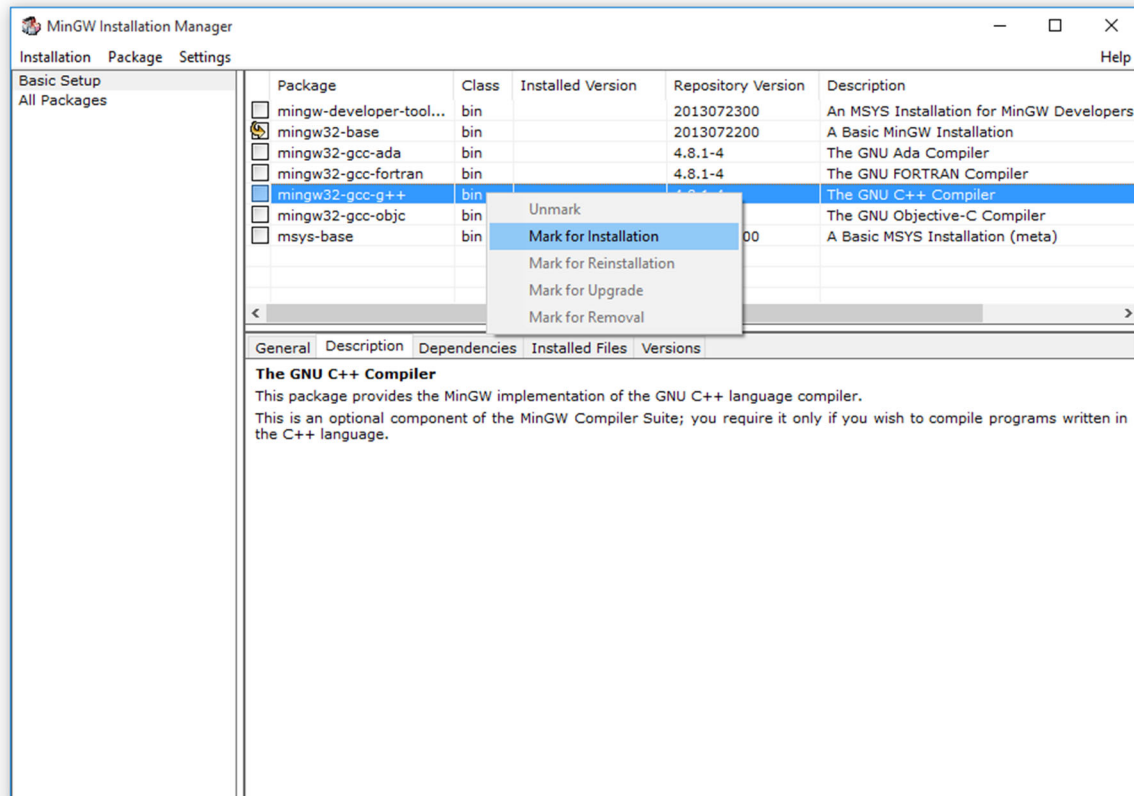 MinGW Installation Manager
Installation Package Settings Help
Basic Setup
All Packages
Package Class Installed Version Repository Version Description
mingw-developer-tool... bin 2013072300 An MSYS Installation for MinGW Developers
mingw32-base bin 2013072200 A Basic MinGW Installation
mingw32-gcc-ada bin 4.8.1-4 The GNU Ada Compiler
mingw32-gcc-fortran bin 4.8.1-4 The GNU FORTRAN Compiler
mingw32-gcc-g++ bin The GNU C++ Compiler
mingw32-gcc-objc bin The GNU Objective-C Compiler
msys-base bin 00 A Basic MSYS Installation (meta)
Unmark
Mark for Installation
Mark for Reinstallation
Mark for Upgrade
Mark for Removal
General Description Dependencies Installed Files Versions
The GNU C++ Compiler
This package provides the MinGW implementation of the GNU C++ language compiler.
This is an optional component of the MinGW Compiler Suite; you require it only if you wish to compile programs written in
the C++ language.